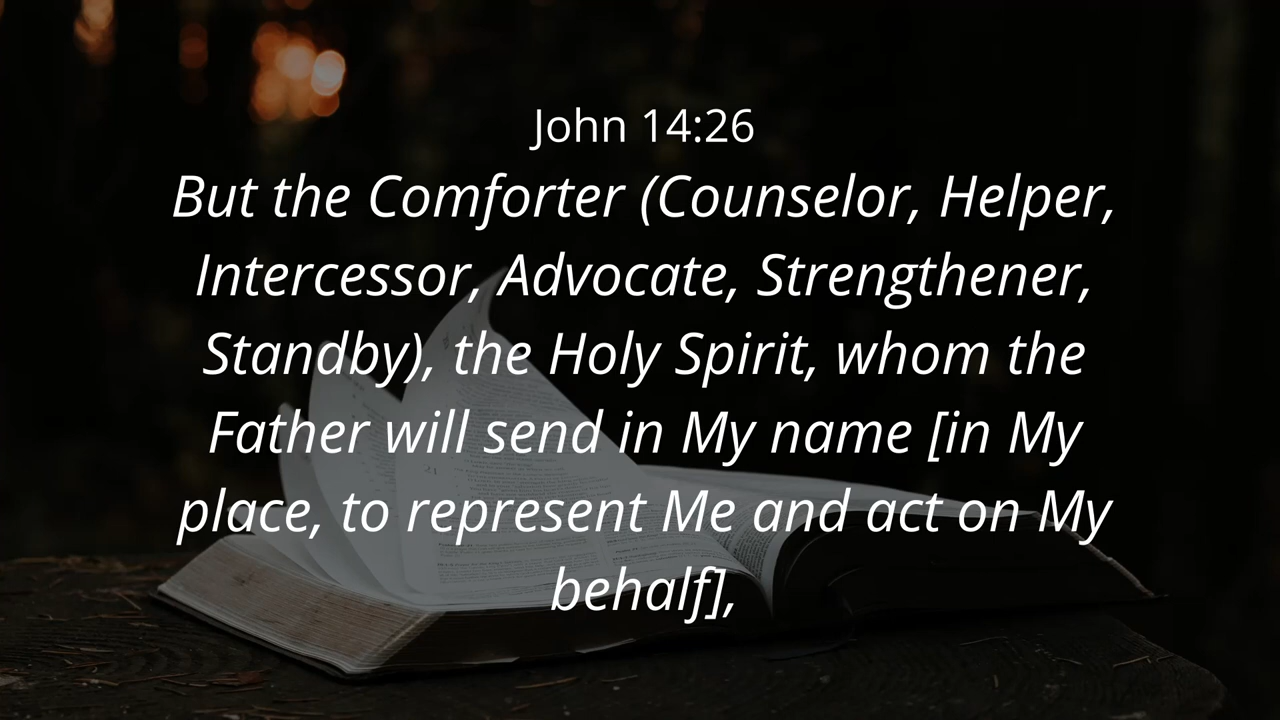 John 14:26
But the Comforter (Counselor, Helper,
Intercessor, Advocate, Strengthener,
Standby), the Holy Spirit, whom the
Father will send in My name [in My
place, to represent Me and act on My
behalf],